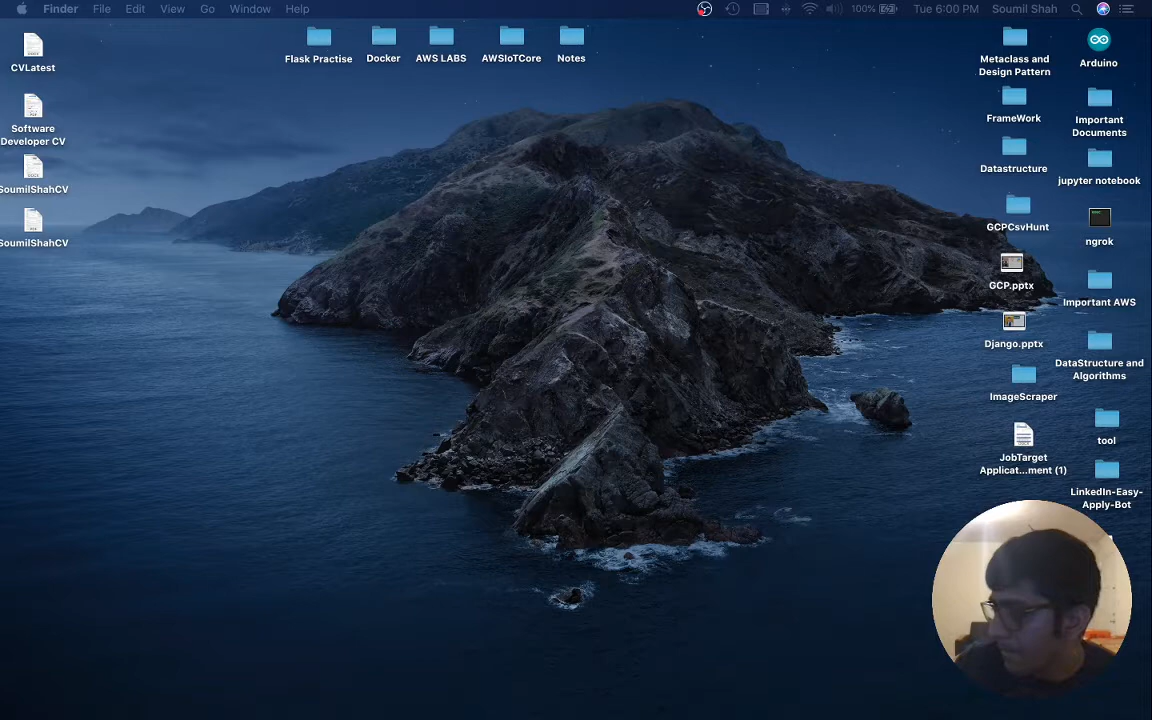 Finder File Edit View Go Window Help 100% Tue 6:00 PM Soumil Shah
CVLatest
Software
Developer CV
SoumilShahCV
SoumilShahCV
Flask Practise
Docker
AWS LABS
AWSIoTCore
Notes
Metaclass and
Design Pattern
FrameWork
Datastructure
GCPCsvHunt
GCP.pptx
Django.pptx
ImageScraper
JobTarget
Applicat...ment (1)
Arduino
Important
Documents
jupyter notebook
ngrok
Important AWS
DataStructure and
Algorithms
tool
LinkedIn-Easy-
Apply-Bot